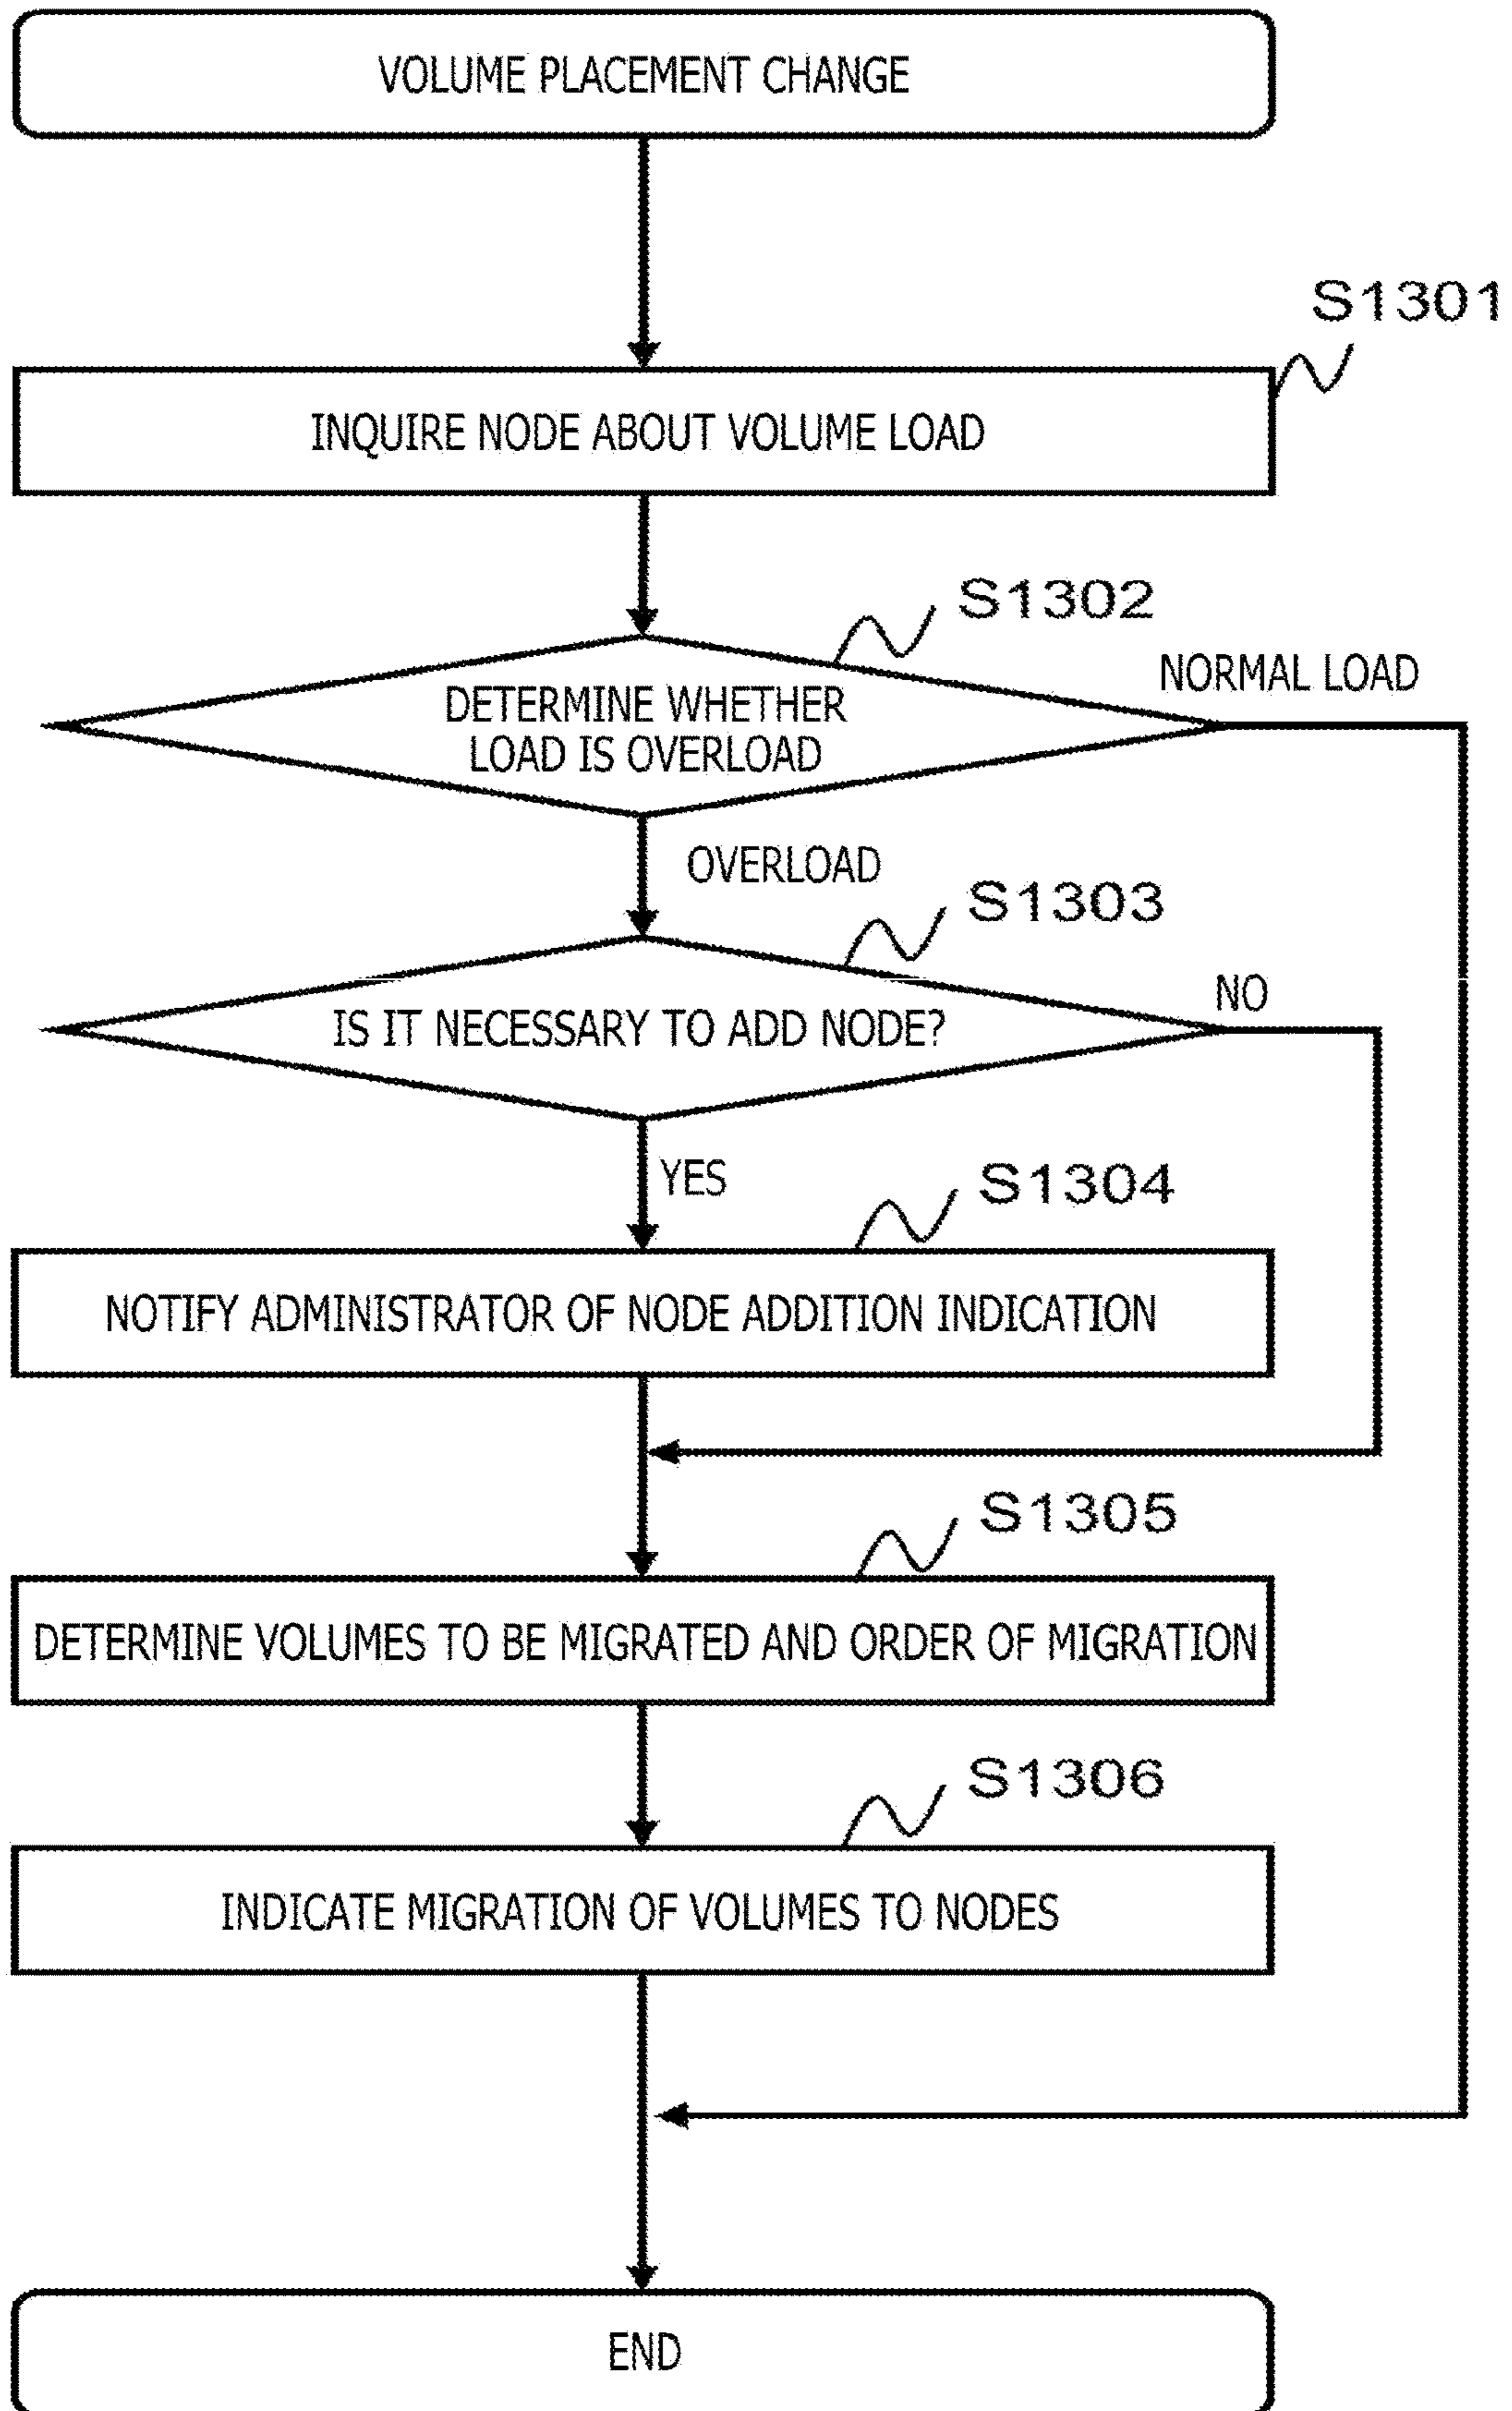 VOLUME PLACEMENT CHANGE
S1301
INQUIRE NODE ABOUT VOLUME LOAD
S1302
NORMAL LOAD
DETERMINE WHETHER
LOAD IS OVERLOAD
OVERLOAD
S1303
NO
IS IT NECESSARY TO ADD NODE?
YES
S1304
NOTIFY ADMINISTRATOR OF NODE ADDITION INDICATION
S1305
DETERMINE VOLUMES TO BE MIGRATED AND ORDER OF MIGRATION
S1306
INDICATE MIGRATION OF VOLUMES TO NODES
END